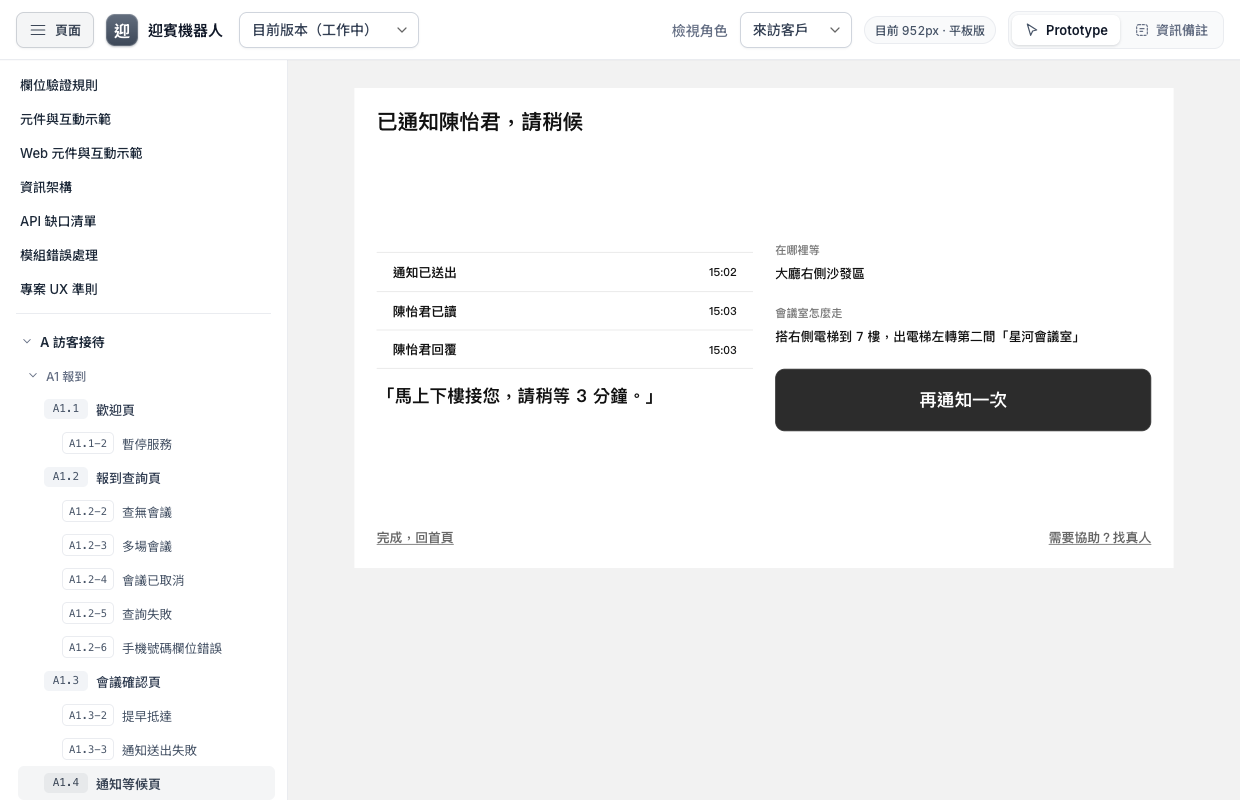 頁面
迎
迎賓機器人
目前版本（工作中）
檢視角色
來訪客戶
目前 952px · 平板版
Prototype
資訊備註
欄位驗證規則
元件與互動示範
Web 元件與互動示範
資訊架構
API 缺口清單
模組錯誤處理
專案 UX 準則
A 訪客接待
A1 報到
A1.1 歡迎頁
A1.1-2 暫停服務
A1.2 報到查詢頁
A1.2-2 查無會議
A1.2-3 多場會議
A1.2-4 會議已取消
A1.2-5 查詢失敗
A1.2-6 手機號碼欄位錯誤
A1.3 會議確認頁
A1.3-2 提早抵達
A1.3-3 通知送出失敗
A1.4 通知等候頁
已通知陳怡君，請稍候
通知已送出 15:02
陳怡君已讀 15:03
陳怡君回覆 15:03
「馬上下樓接您，請稍等 3 分鐘。」
在哪裡等
大廳右側沙發區
會議室怎麼走
搭右側電梯到 7 樓，出電梯左轉第二間「星河會議室」
再通知一次
完成，回首頁
需要協助？找真人